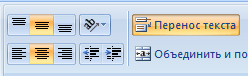 Перенос текста
Объединить и по